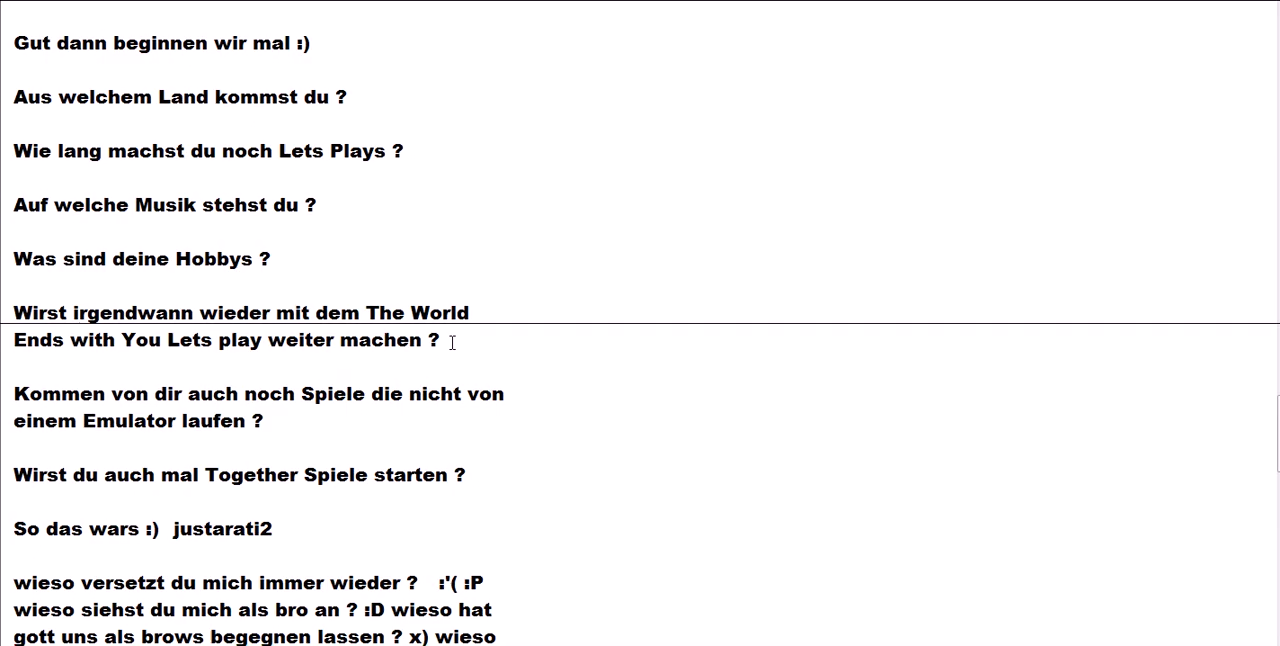 Gut dann beginnen wir mal :)
Aus welchem Land kommst du ?
Wie lang machst du noch Lets Plays ?
Auf welche Musik stehst du ?
Was sind deine Hobbys ?
Wirst irgendwann wieder mit dem The World
Ends with You Lets play weiter machen ?
Kommen von dir auch noch Spiele die nicht von
einem Emulator laufen ?
Wirst du auch mal Together Spiele starten ?
So das wars :)  justarati2
wieso versetzt du mich immer wieder ?   :'( :P
wieso siehst du mich als bro an ? :D wieso hat
gott uns als brows begegnen lassen ? x) wieso